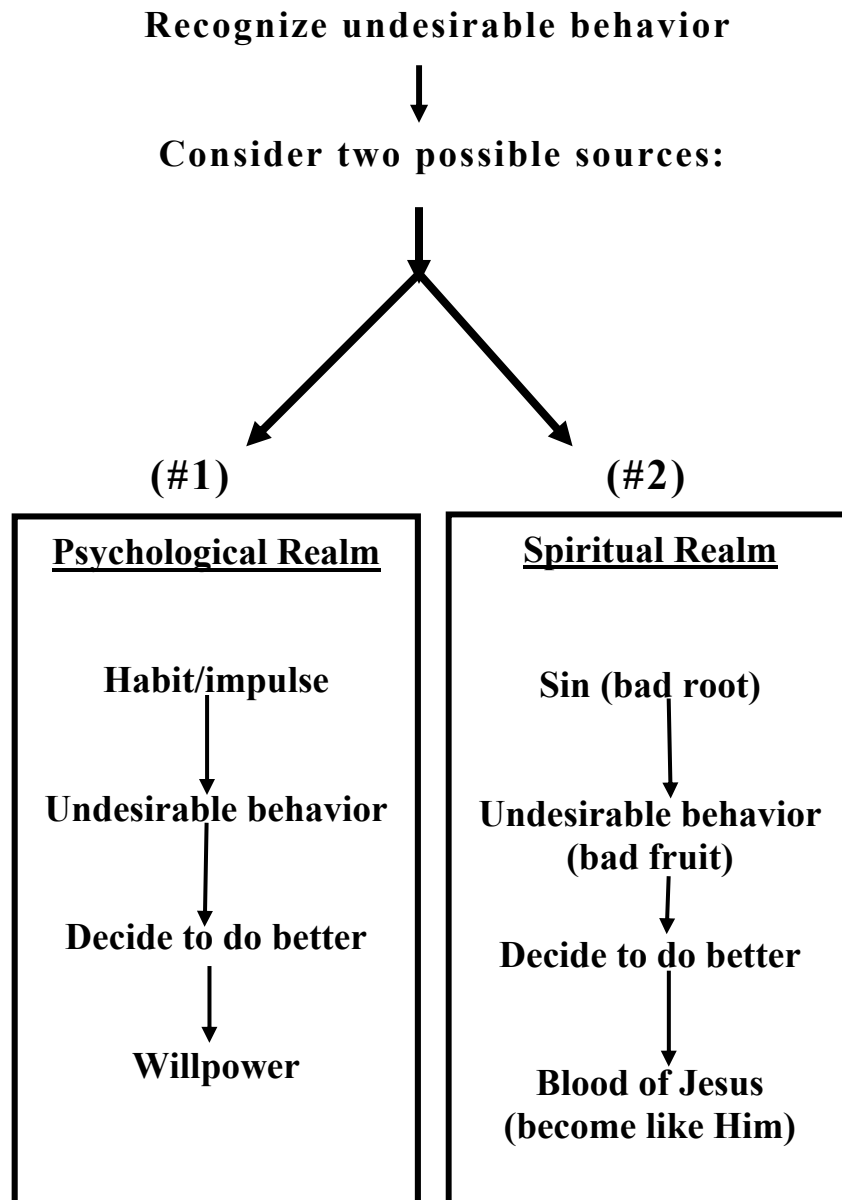 Recognize undesirable behavior
Consider two possible sources:
(#1)
Psychological Realm
Habit/impulse
Undesirable behavior
Decide to do better
Willpower
(#2)
Spiritual Realm
Sin (bad root)
Undesirable behavior
(bad fruit)
Decide to do better
Blood of Jesus
(become like Him)